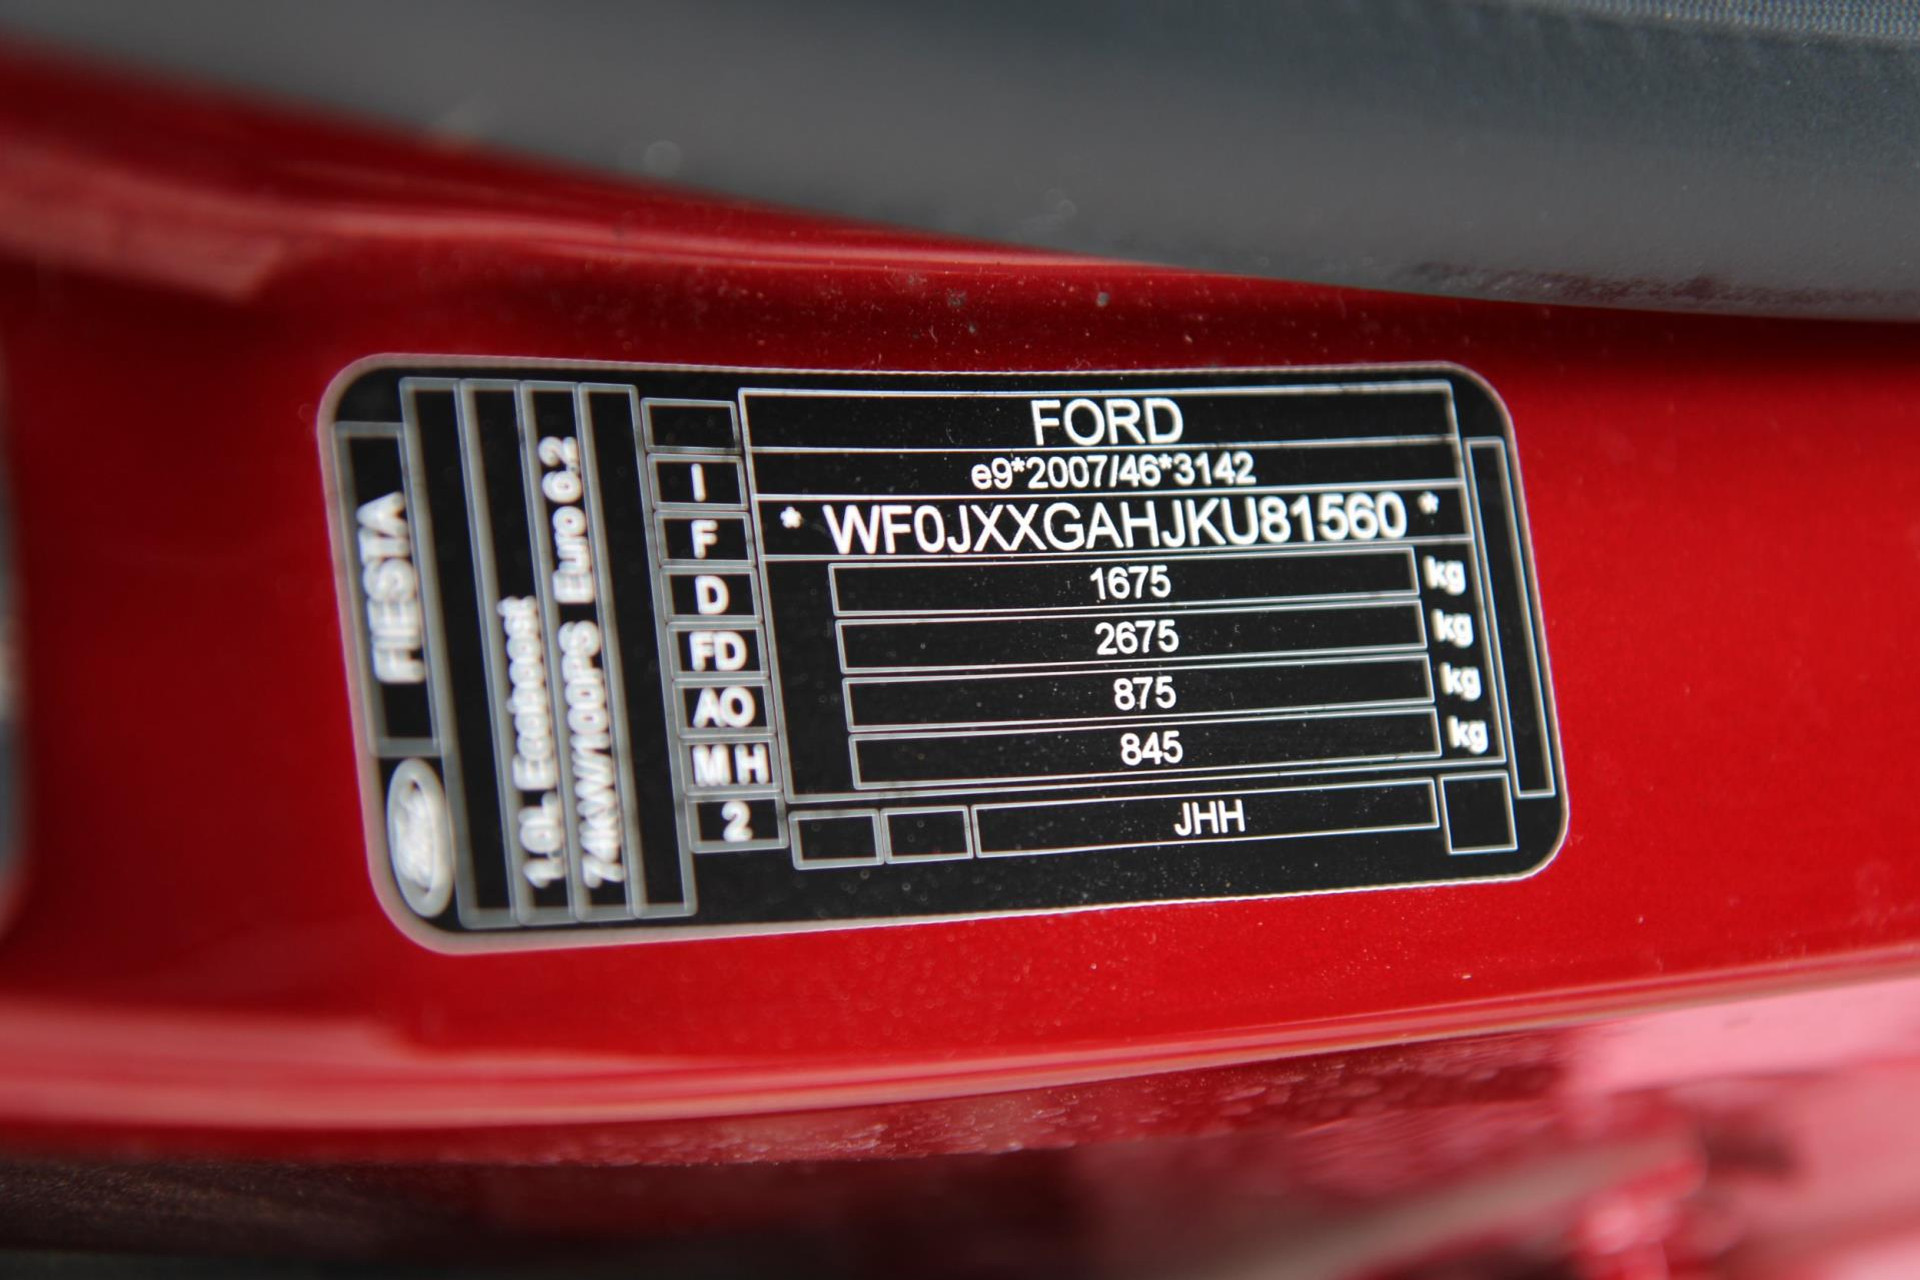 FORD
e9*2007/46*3142
* WF0JXXGAHJKU81560 *
1675 kg
2675 kg
875 kg
845 kg
JHH
I
F
D
FD
AO
M H
2
FIESTA
1.0L Ecoboost
74KW/100PS Euro 6.2